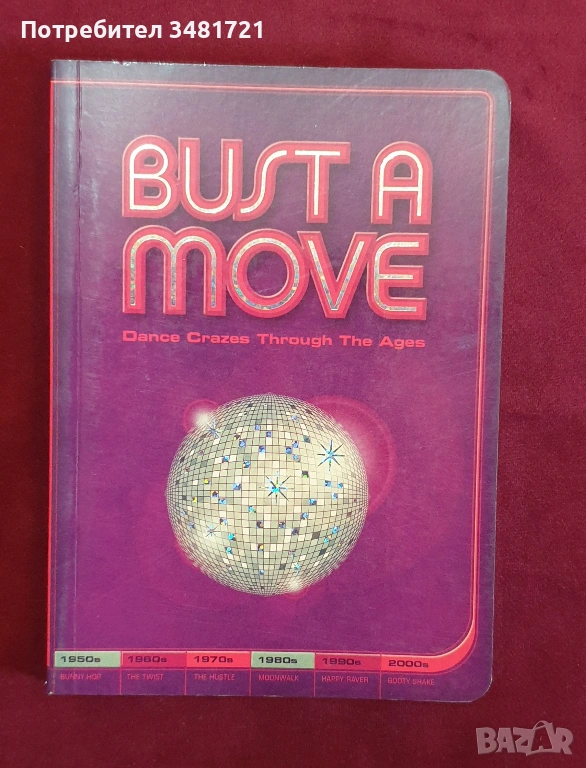 Потребител 3481721
BUST A
MOVE
Dance Crazes Through The Ages
1950s 1960s 1970s 1980s 1990s 2000s
BUNNY HOP THE TWIST THE HUSTLE MOONWALK HAPPY RAVER BOOTY SHAKE
BAZAR